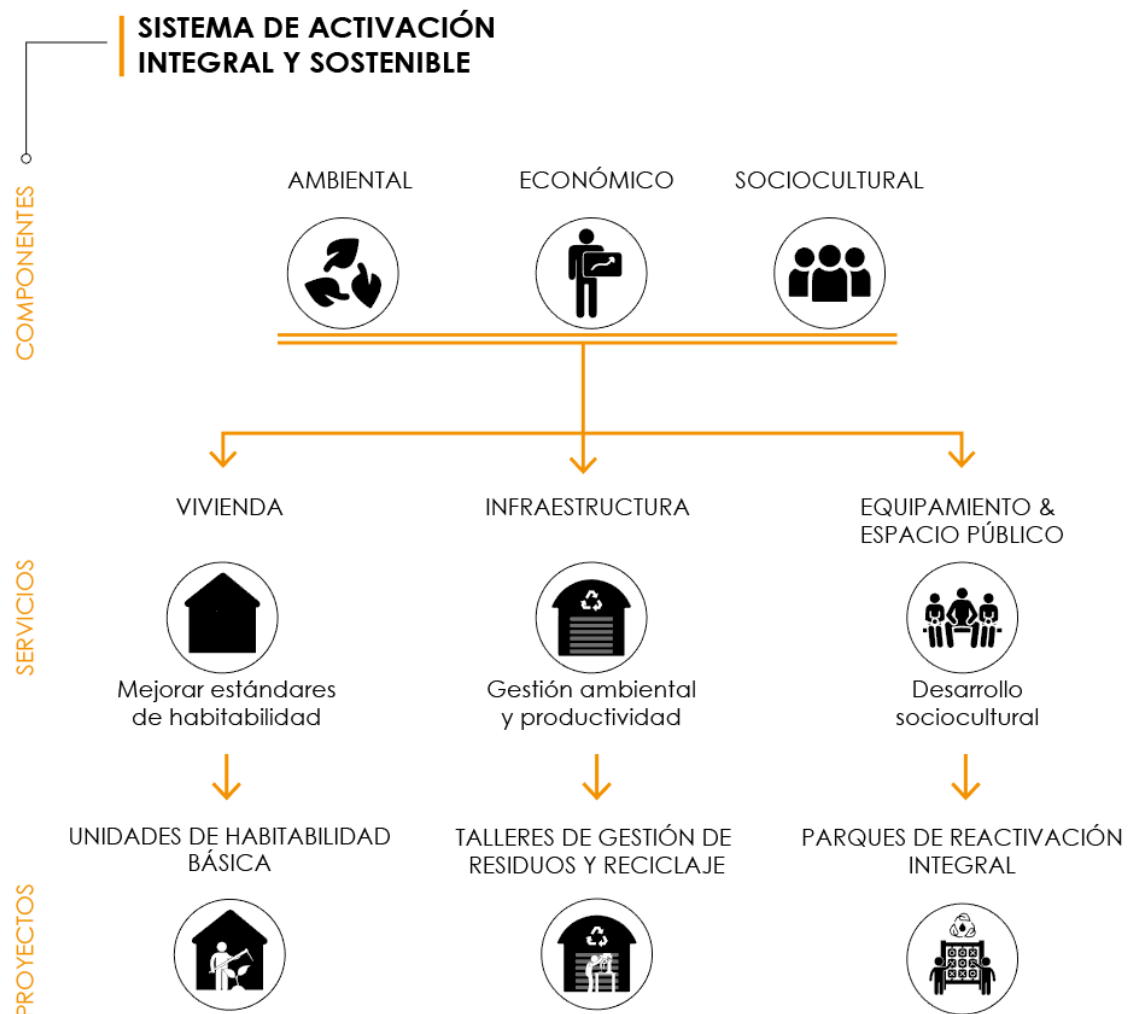 SISTEMA DE ACTIVACIÓN
INTEGRAL Y SOSTENIBLE
COMPONENTES
AMBIENTAL
ECONÓMICO
SOCIOCULTURAL
SERVICIOS
VIVIENDA
INFRAESTRUCTURA
EQUIPAMIENTO &
ESPACIO PÚBLICO
Mejorar estándares
de habitabilidad
Gestión ambiental
y productividad
Desarrollo
sociocultural
PROYECTOS
UNIDADES DE HABITABILIDAD
BÁSICA
TALLERES DE GESTIÓN DE
RESIDUOS Y RECICLAJE
PARQUES DE REACTIVACIÓN
INTEGRAL